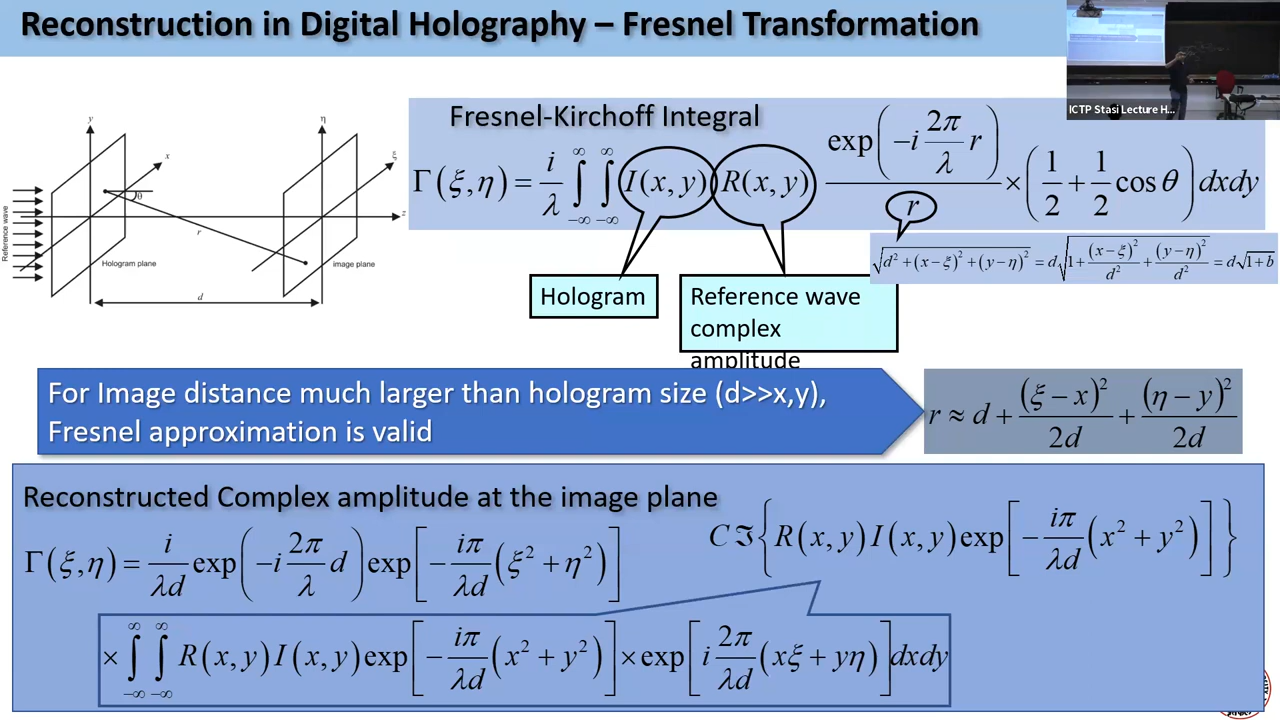 Reconstruction in Digital Holography – Fresnel Transformation
ICTP Stasi Lecture H...
y
x
θ
r
Hologram plane
Reference wave
d
η
ξ
z
image plane
Fresnel-Kirchoff Integral
Γ(ξ,η) = i/λ ∫_{-∞}^{∞} ∫_{-∞}^{∞} I(x,y) R(x,y) exp(-i 2π/λ r) / r × (1/2 + 1/2 cos θ) dxdy
√(d² + (x-ξ)² + (y-η)²) = d√(1 + (x-ξ)²/d² + (y-η)²/d²) = d√(1+b)
Hologram
Reference wave
complex
amplitude
For Image distance much larger than hologram size (d>>x,y),
Fresnel approximation is valid
r ≈ d + (ξ-x)²/2d + (η-y)²/2d
Reconstructed Complex amplitude at the image plane
Γ(ξ,η) = i/λd exp(-i 2π/λ d) exp[-iπ/λd (ξ² + η²)]
C ℑ{R(x,y) I(x,y) exp[-iπ/λd (x² + y²)]}
× ∫_{-∞}^{∞} ∫_{-∞}^{∞} R(x,y) I(x,y) exp[-iπ/λd (x² + y²)] × exp[i 2π/λd (xξ + yη)] dxdy